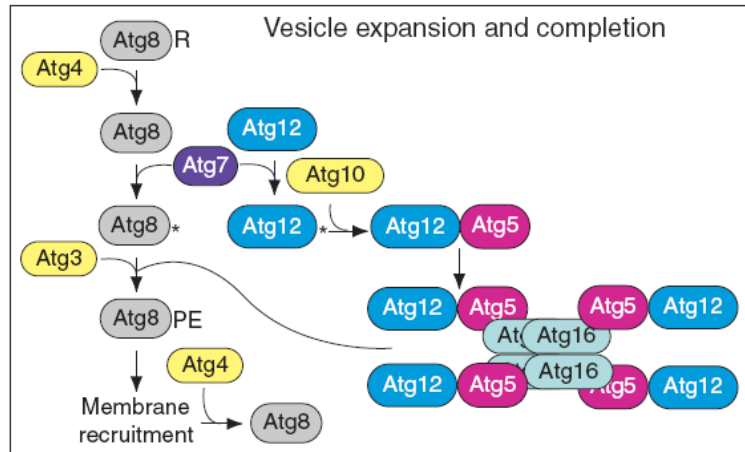 Vesicle expansion and completion
Atg8 R
Atg4
Atg8
Atg12
Atg7
Atg10
Atg8 *
Atg12 *
Atg12 Atg5
Atg3
Atg8 PE
Atg12 Atg5
Atg5 Atg12
Atg16
Atg16
Atg12 Atg5
Atg5 Atg12
Atg4
Membrane
recruitment
Atg8